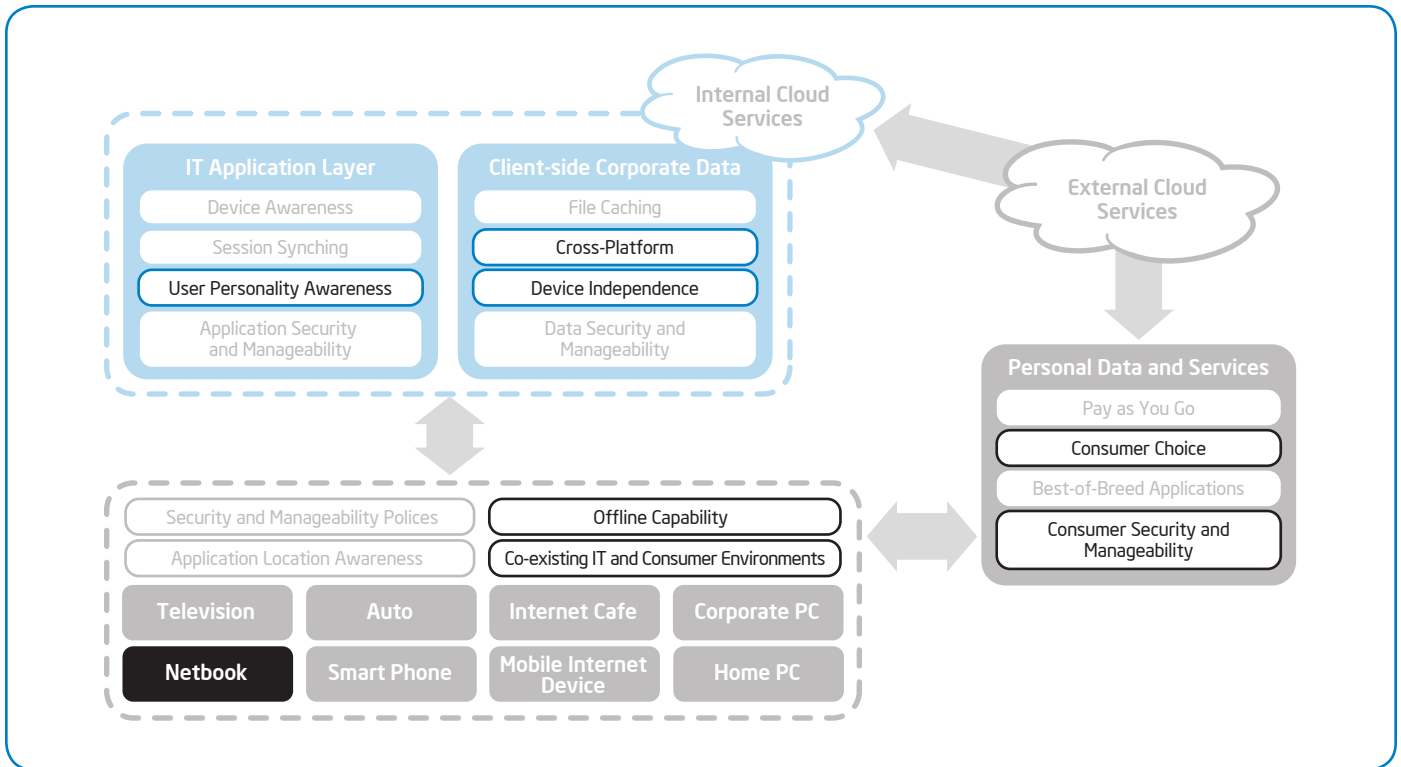 Internal Cloud
Services
External Cloud
Services
IT Application Layer
Device Awareness
Session Synching
User Personality Awareness
Application Security
and Manageability
Client-side Corporate Data
File Caching
Cross-Platform
Device Independence
Data Security and
Manageability
Personal Data and Services
Pay as You Go
Consumer Choice
Best-of-Breed Applications
Consumer Security and
Manageability
Security and Manageability Polices
Offline Capability
Application Location Awareness
Co-existing IT and Consumer Environments
Television
Auto
Internet Cafe
Corporate PC
Netbook
Smart Phone
Mobile Internet
Device
Home PC